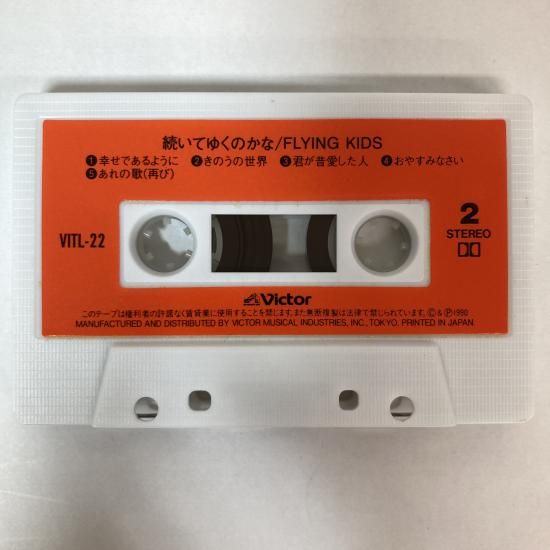 続いてゆくのかな/FLYING KIDS
❶幸せであるように ❷きのうの世界 ❸君が昔愛した人 ❹おやすみなさい
❺あれの歌(再び)
VITL-22
2
STEREO
Victor
このテープは権利者の許諾なく賃貸業に使用することを禁じます。また無断複製は法律で禁じられています。Ⓒ&Ⓟ1990
MANUFACTURED AND DISTRIBUTED BY VICTOR MUSICAL INDUSTRIES, INC., TOKYO. PRINTED IN JAPAN